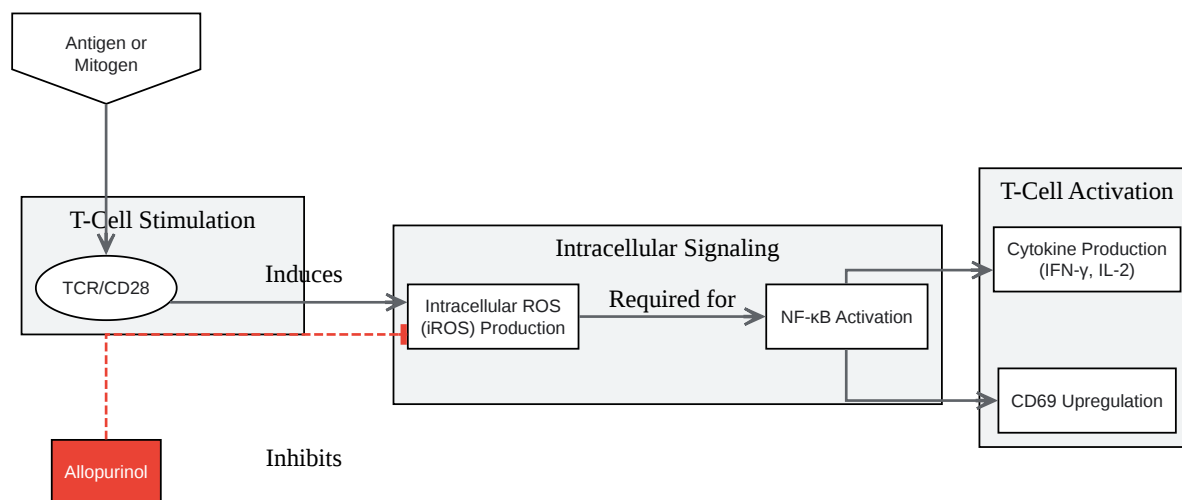 Antigen or
Mitogen
T-Cell Stimulation
TCR/CD28
Induces
Intracellular Signaling
Intracellular ROS
(iROS) Production
Required for
NF-κB Activation
T-Cell Activation
Cytokine Production
(IFN-γ, IL-2)
CD69 Upregulation
Allopurinol
Inhibits